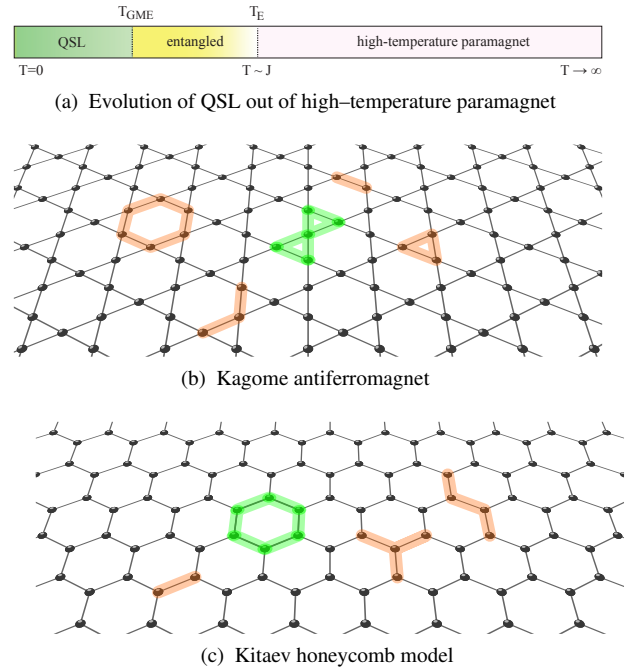 T_GME T_E
QSL entangled high-temperature paramagnet
T=0 T ~ J T → ∞
(a) Evolution of QSL out of high–temperature paramagnet
(b) Kagome antiferromagnet
(c) Kitaev honeycomb model